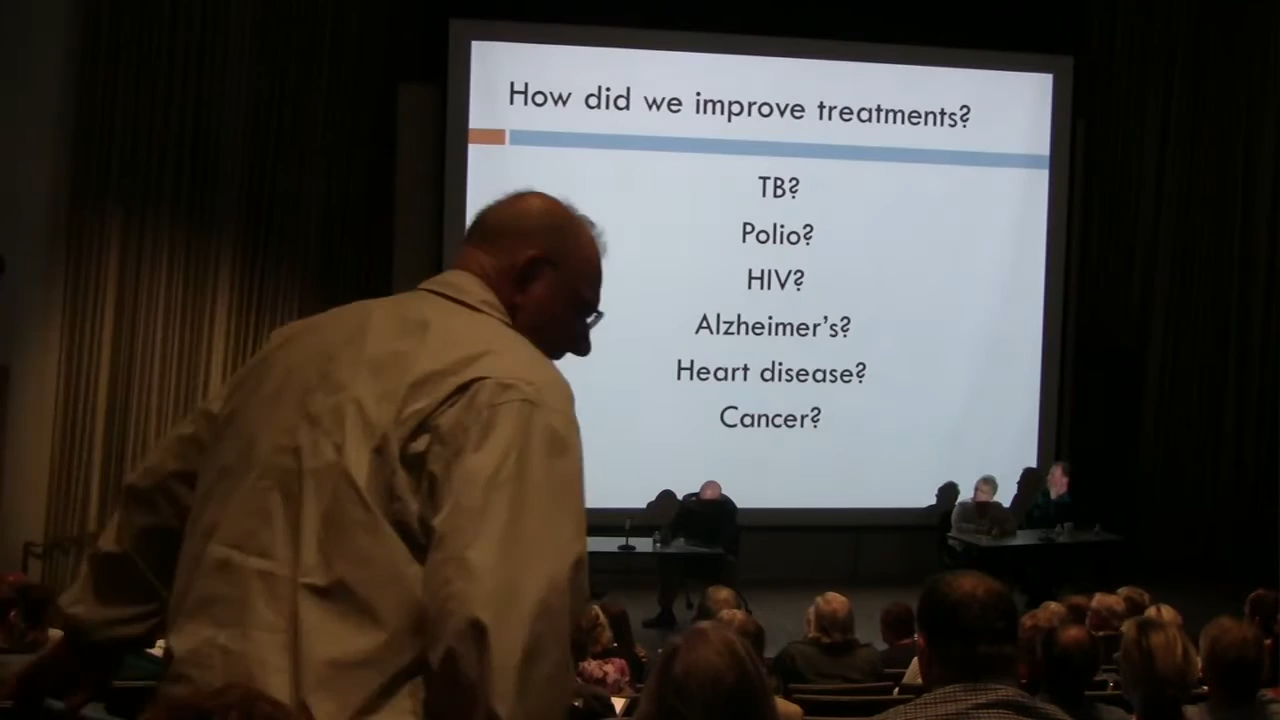 How did we improve treatments?
TB?
Polio?
HIV?
Alzheimer's?
Heart disease?
Cancer?